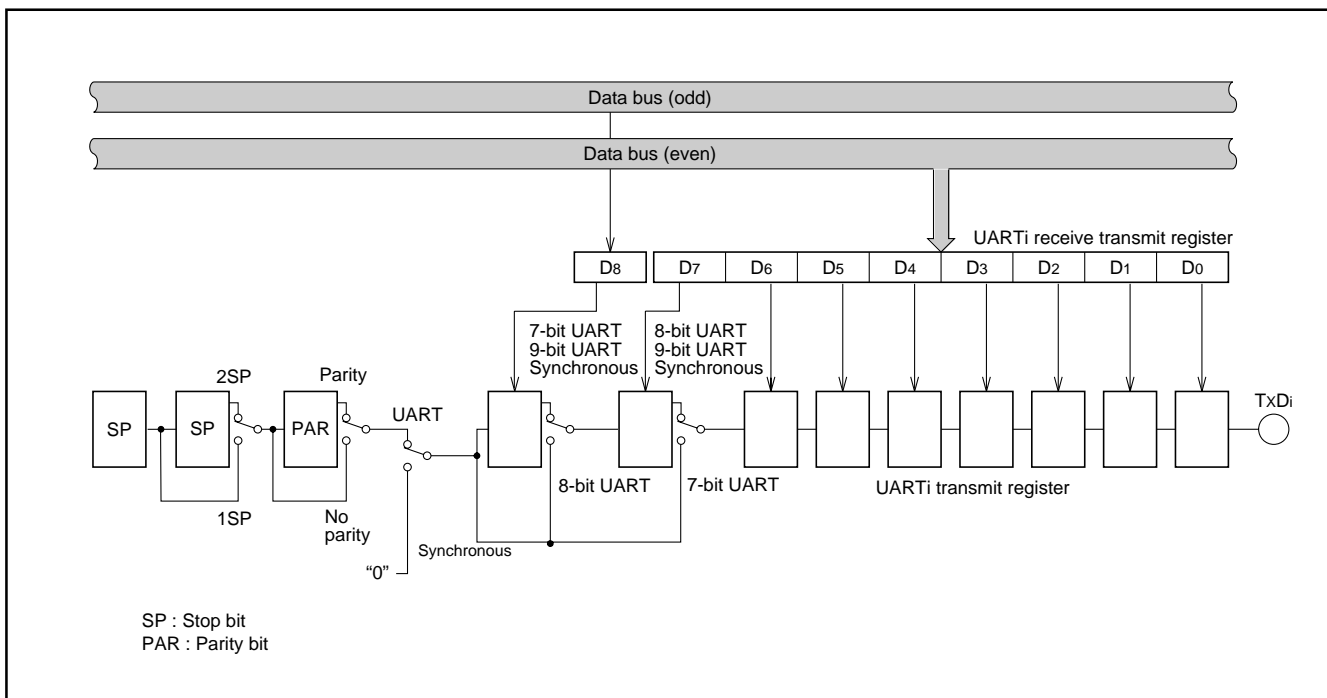 Data bus (odd)
Data bus (even)
UARTi receive transmit register
D8
D7
D6
D5
D4
D3
D2
D1
D0
7-bit UART
9-bit UART
Synchronous
8-bit UART
9-bit UART
Synchronous
2SP
Parity
UART
TxDi
SP
SP
PAR
8-bit UART
7-bit UART
UARTi transmit register
1SP
No
parity
Synchronous
“0”
SP : Stop bit
PAR : Parity bit